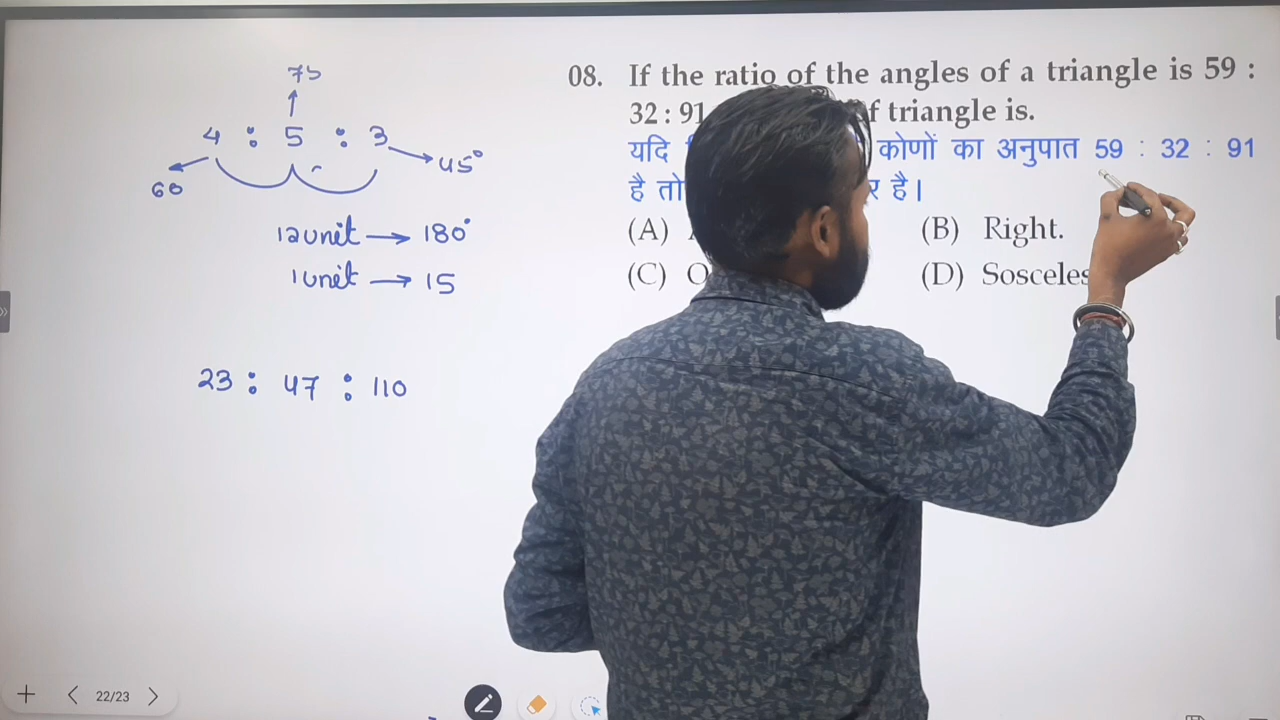 75
4 : 5 : 3
60
45°
12unit → 180°
1unit → 15
23 : 47 : 110
08. If the ratio of the angles of a triangle is 59 :
32 : 91 f triangle is.
यदि कोणों का अनुपात 59 : 32 : 91
है तो र है।
(A)
(B) Right.
(C) O
(D) Sosceles
22/23